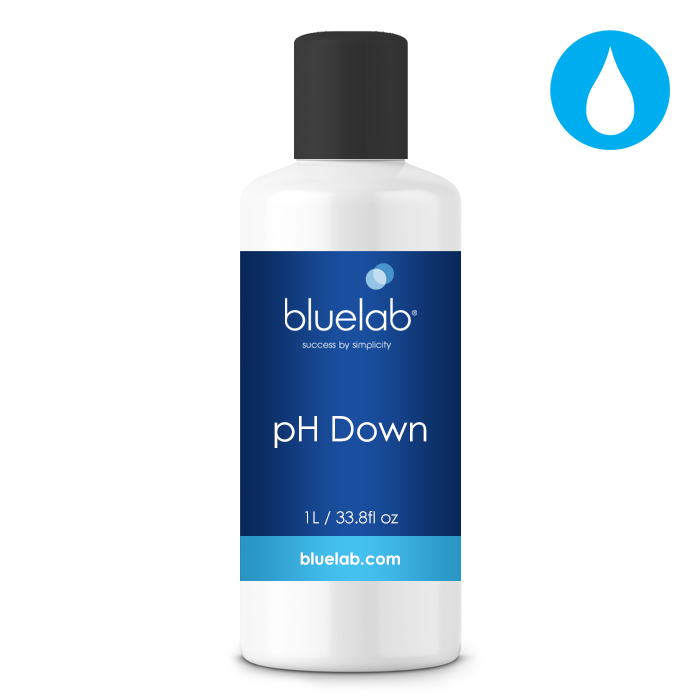 bluelab®
success by simplicity
pH Down
1L / 33.8fl oz
bluelab.com